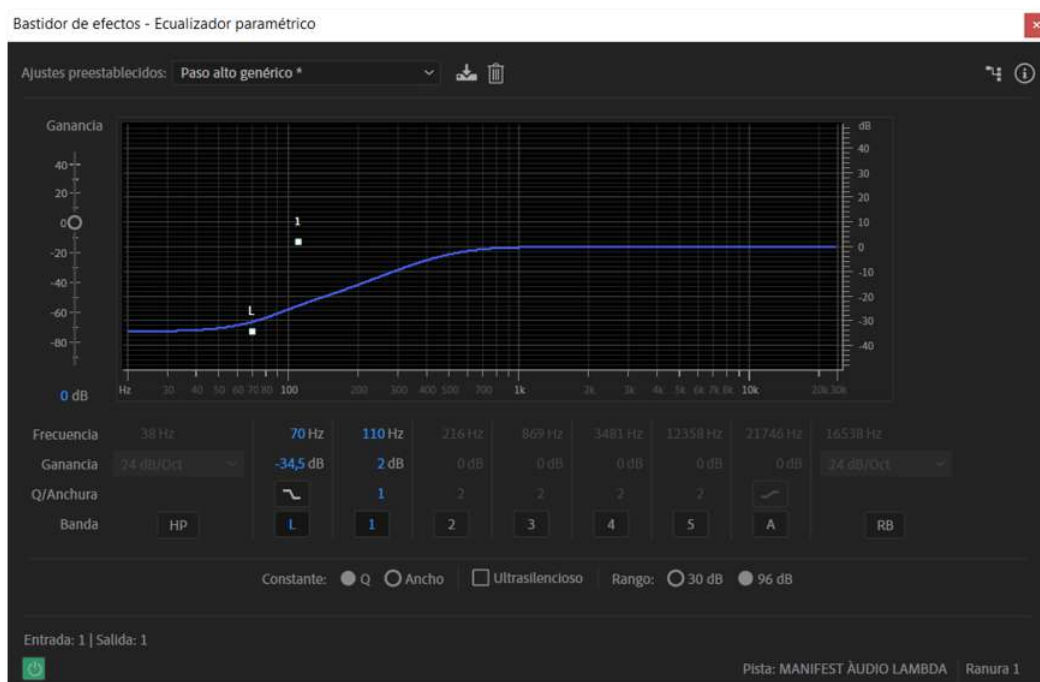 Bastidor de efectos - Ecualizador paramétrico
Ajustes preestablecidos: Paso alto genérico *
Ganancia
dB
40
20
0
-20
-40
-60
-80
0 dB
40
30
20
10
0
-10
-20
-30
-40
1
L
Hz 30 40 50 60 70 80 100 200 300 400 500 700 1k 2k 3k 4k 5k 6k 7k 8k 10k 20k 30k
Frecuencia 38 Hz 70 Hz 110 Hz 216 Hz 869 Hz 3481 Hz 12358 Hz 21746 Hz 16538 Hz
Ganancia 24 dB/Oct -34,5 dB 2 dB 0 dB 0 dB 0 dB 0 dB 0 dB 24 dB/Oct
Q/Anchura 1 2 2 2 2
Banda HP L 1 2 3 4 5 A RB
Constante: Q Ancho Ultrasilencioso Rango: 30 dB 96 dB
Entrada: 1 | Salida: 1
Pista: MANIFEST ÀUDIO LAMBDA Ranura 1